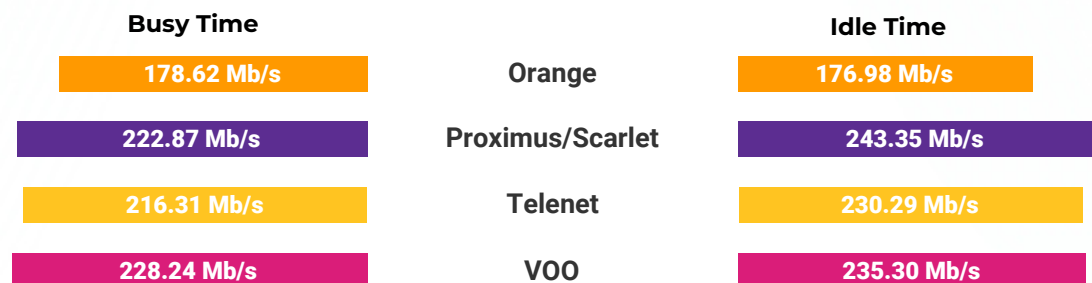 Busy Time
Idle Time
178.62 Mb/s Orange 176.98 Mb/s
222.87 Mb/s Proximus/Scarlet 243.35 Mb/s
216.31 Mb/s Telenet 230.29 Mb/s
228.24 Mb/s VOO 235.30 Mb/s